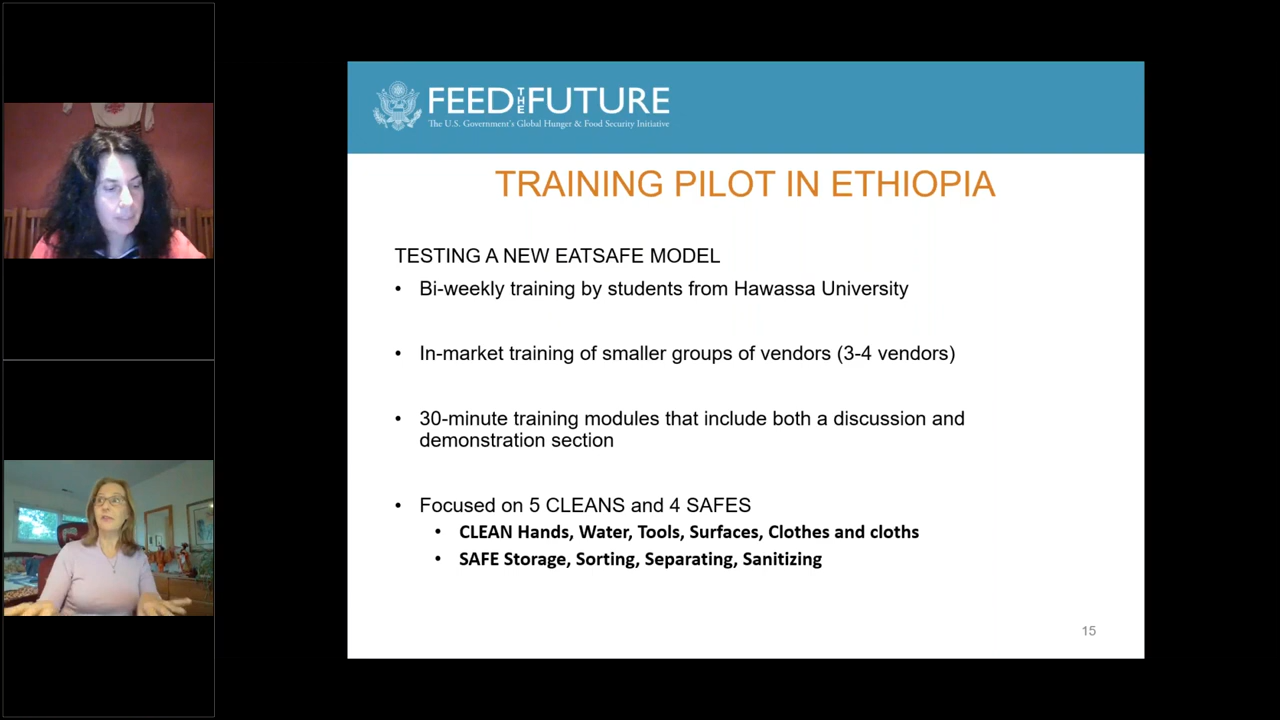 FEED THE FUTURE
The U.S. Government's Global Hunger & Food Security Initiative
TRAINING PILOT IN ETHIOPIA
TESTING A NEW EATSAFE MODEL
• Bi-weekly training by students from Hawassa University
• In-market training of smaller groups of vendors (3-4 vendors)
• 30-minute training modules that include both a discussion and
demonstration section
• Focused on 5 CLEANS and 4 SAFES
• CLEAN Hands, Water, Tools, Surfaces, Clothes and cloths
• SAFE Storage, Sorting, Separating, Sanitizing
15